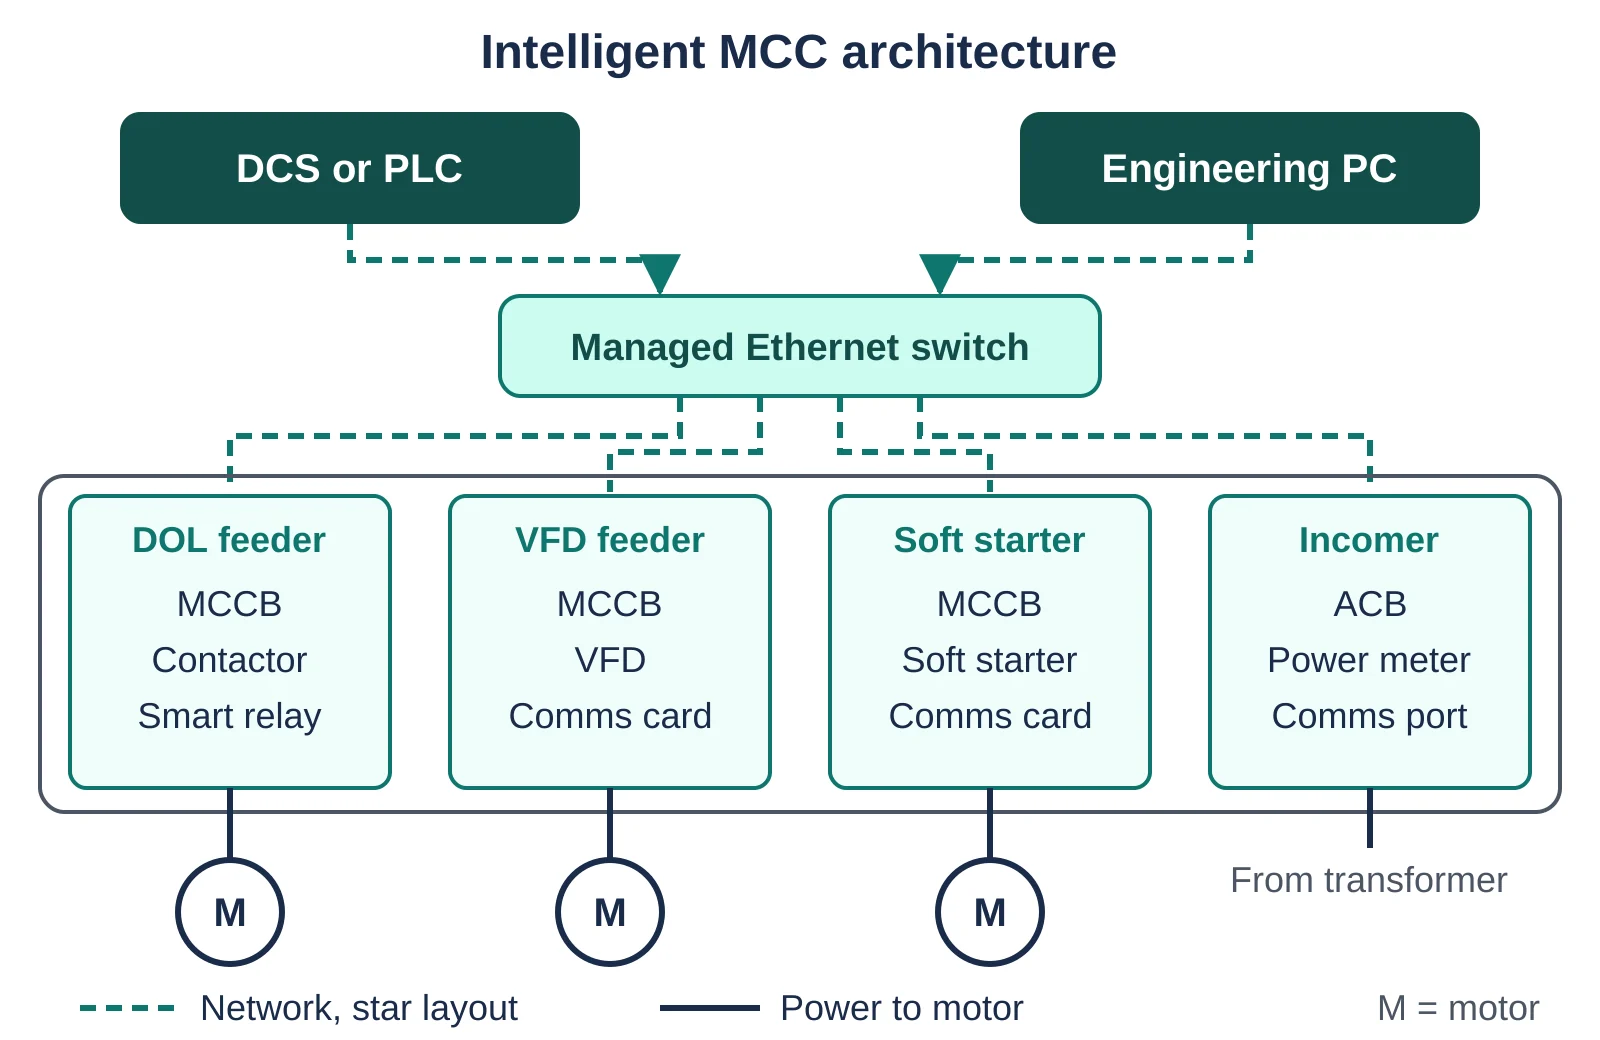 Intelligent MCC architecture
DCS or PLC
Engineering PC
Managed Ethernet switch
DOL feeder
MCCB
Contactor
Smart relay
VFD feeder
MCCB
VFD
Comms card
Soft starter
MCCB
Soft starter
Comms card
Incomer
ACB
Power meter
Comms port
M
M
M
From transformer
Network, star layout
Power to motor
M = motor